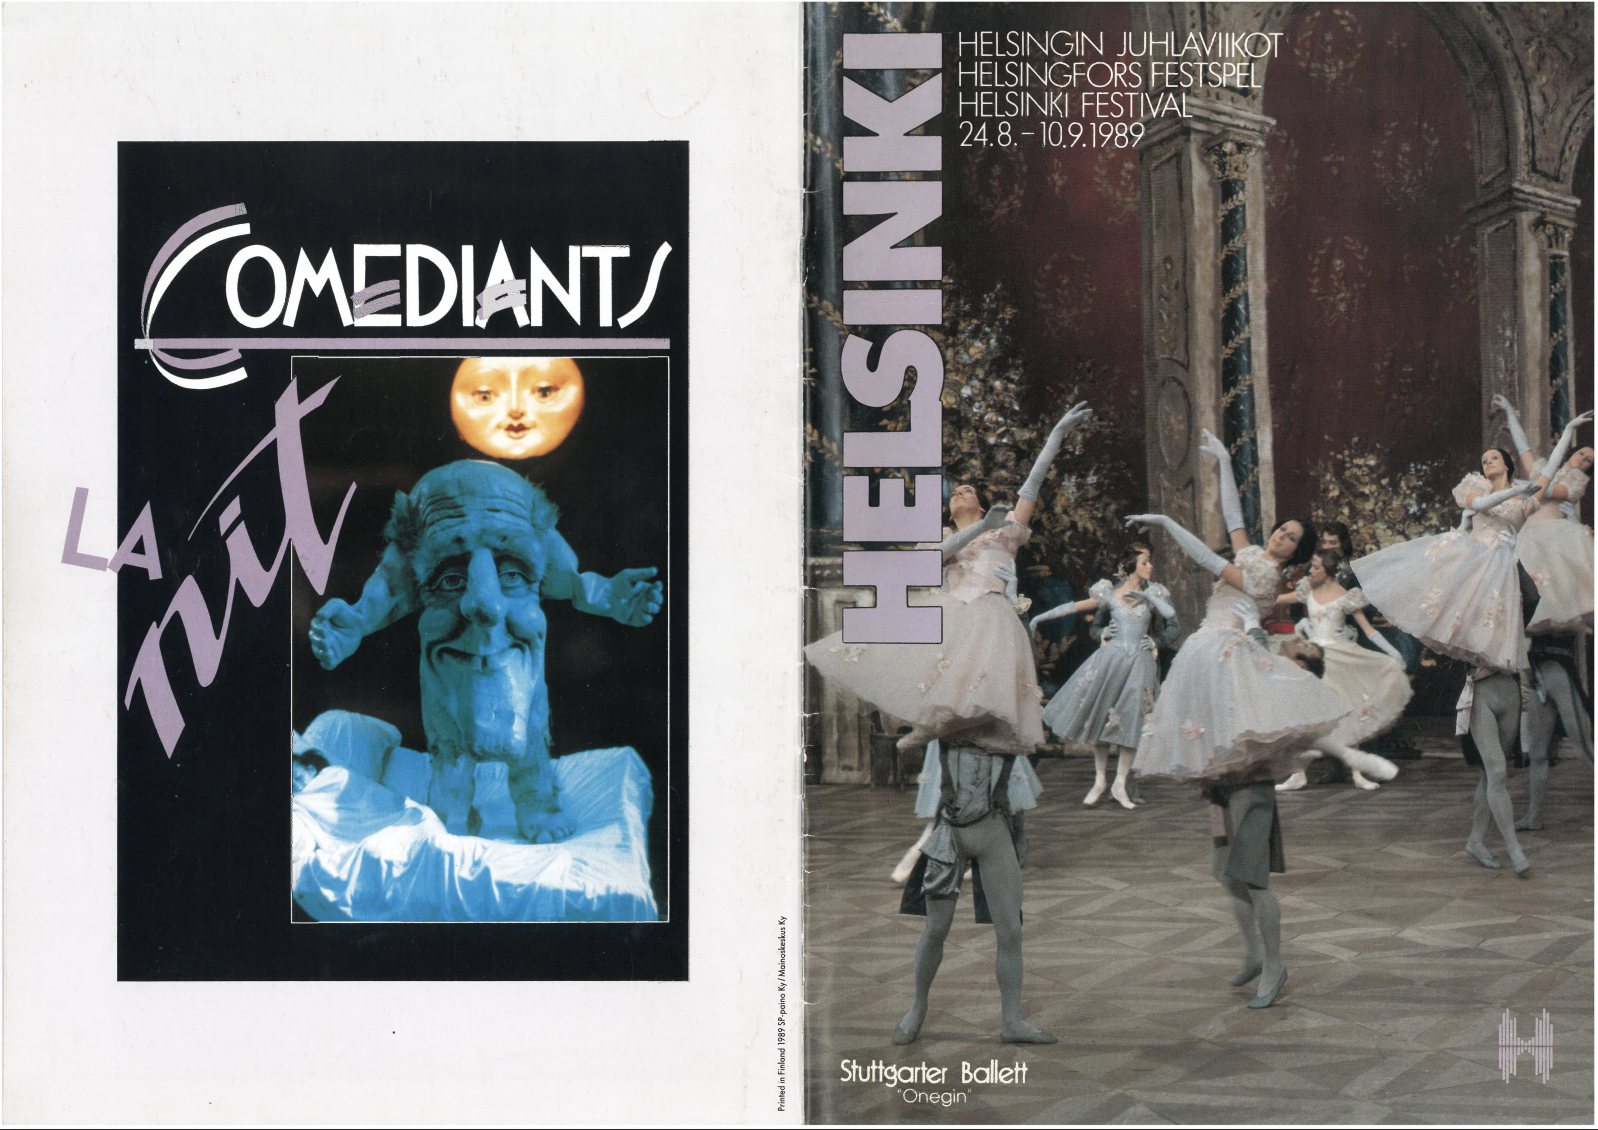 COMEDIANTS
LA
nit
Printed in Finland 1989 SP-paino Ky / Mainoskeskus Ky
HELSINKI
HELSINGIN JUHLAVIIKOT
HELSINGFORS FESTSPEL
HELSINKI FESTIVAL
24.8.–10.9.1989
Stuttgarter Ballett
"Onegin"
H